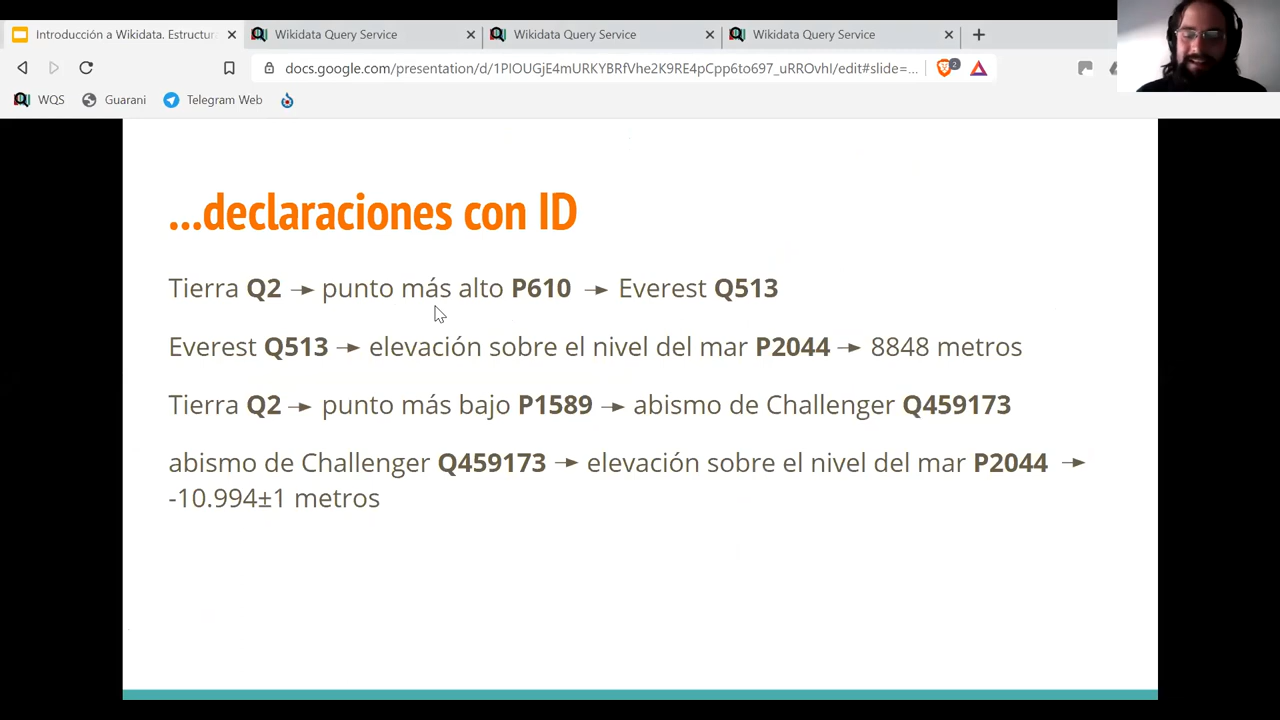 Introducción a Wikidata. Estructura
Wikidata Query Service
Wikidata Query Service
Wikidata Query Service
docs.google.com/presentation/d/1PIOUGjE4mURKYBRfVhe2K9RE4pCpp6to697_uRROvhI/edit#slide=...
2
WQS
Guarani
Telegram Web
...declaraciones con ID
Tierra Q2 → punto más alto P610 → Everest Q513
Everest Q513 → elevación sobre el nivel del mar P2044 → 8848 metros
Tierra Q2 → punto más bajo P1589 → abismo de Challenger Q459173
abismo de Challenger Q459173 → elevación sobre el nivel del mar P2044 →
-10.994±1 metros